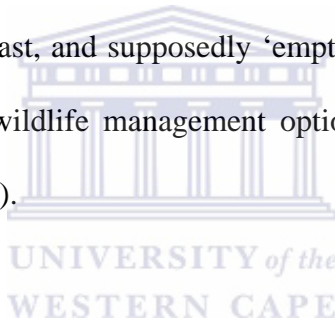 ast, and supposedly ‘empt
wildlife management optio
).
UNIVERSITY of the
WESTERN CAPE